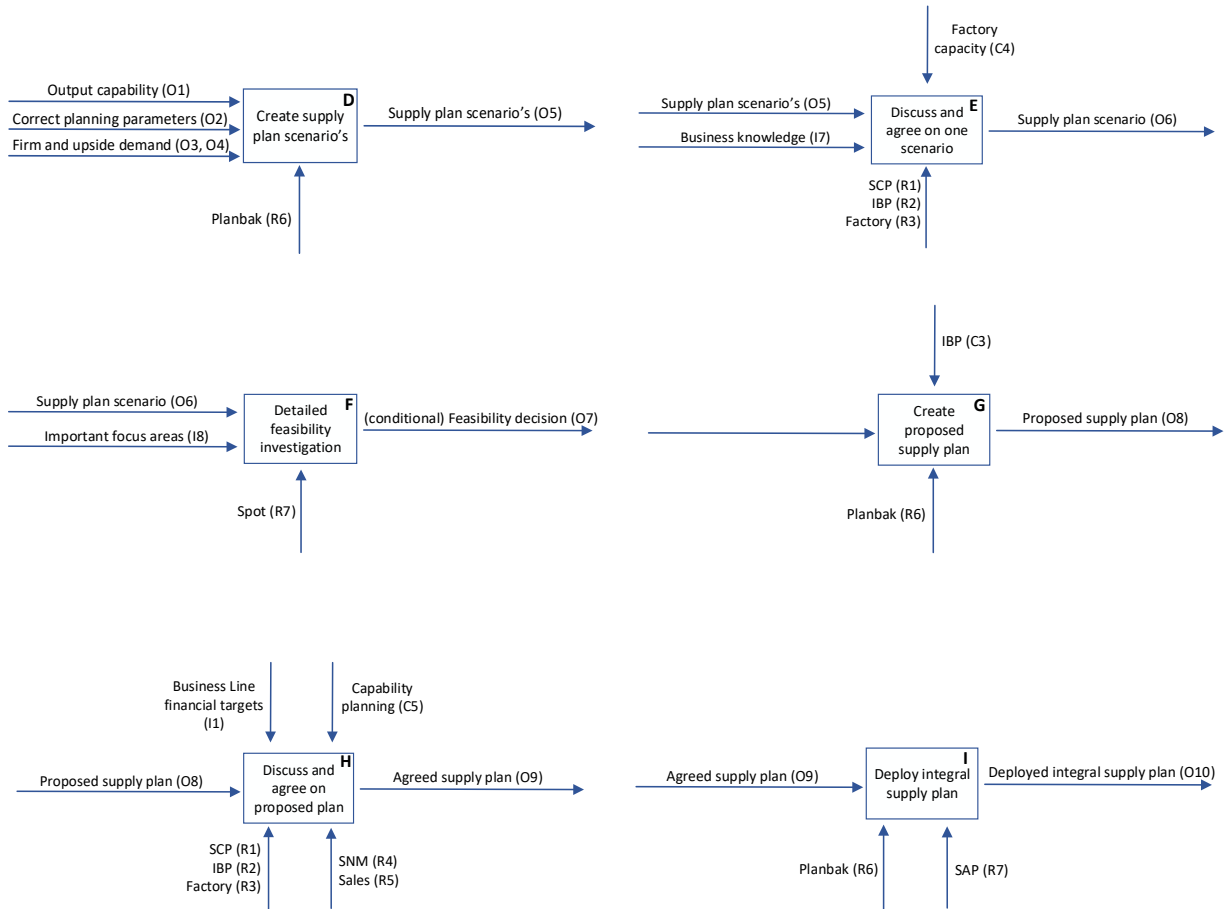 Output capability (O1)
Correct planning parameters (O2)
Firm and upside demand (O3, O4)
D
Create supply
plan scenario's
Supply plan scenario's (O5)
Planbak (R6)
Factory
capacity (C4)
Supply plan scenario's (O5)
Business knowledge (I7)
E
Discuss and
agree on one
scenario
Supply plan scenario (O6)
SCP (R1)
IBP (R2)
Factory (R3)
Supply plan scenario (O6)
Important focus areas (I8)
F
Detailed
feasibility
investigation
(conditional) Feasibility decision (O7)
Spot (R7)
IBP (C3)
G
Create
proposed
supply plan
Proposed supply plan (O8)
Planbak (R6)
Business Line
financial targets
(I1)
Capability
planning (C5)
Proposed supply plan (O8)
H
Discuss and
agree on
proposed plan
Agreed supply plan (O9)
SCP (R1)
IBP (R2)
Factory (R3)
SNM (R4)
Sales (R5)
Agreed supply plan (O9)
I
Deploy integral
supply plan
Deployed integral supply plan (O10)
Planbak (R6)
SAP (R7)